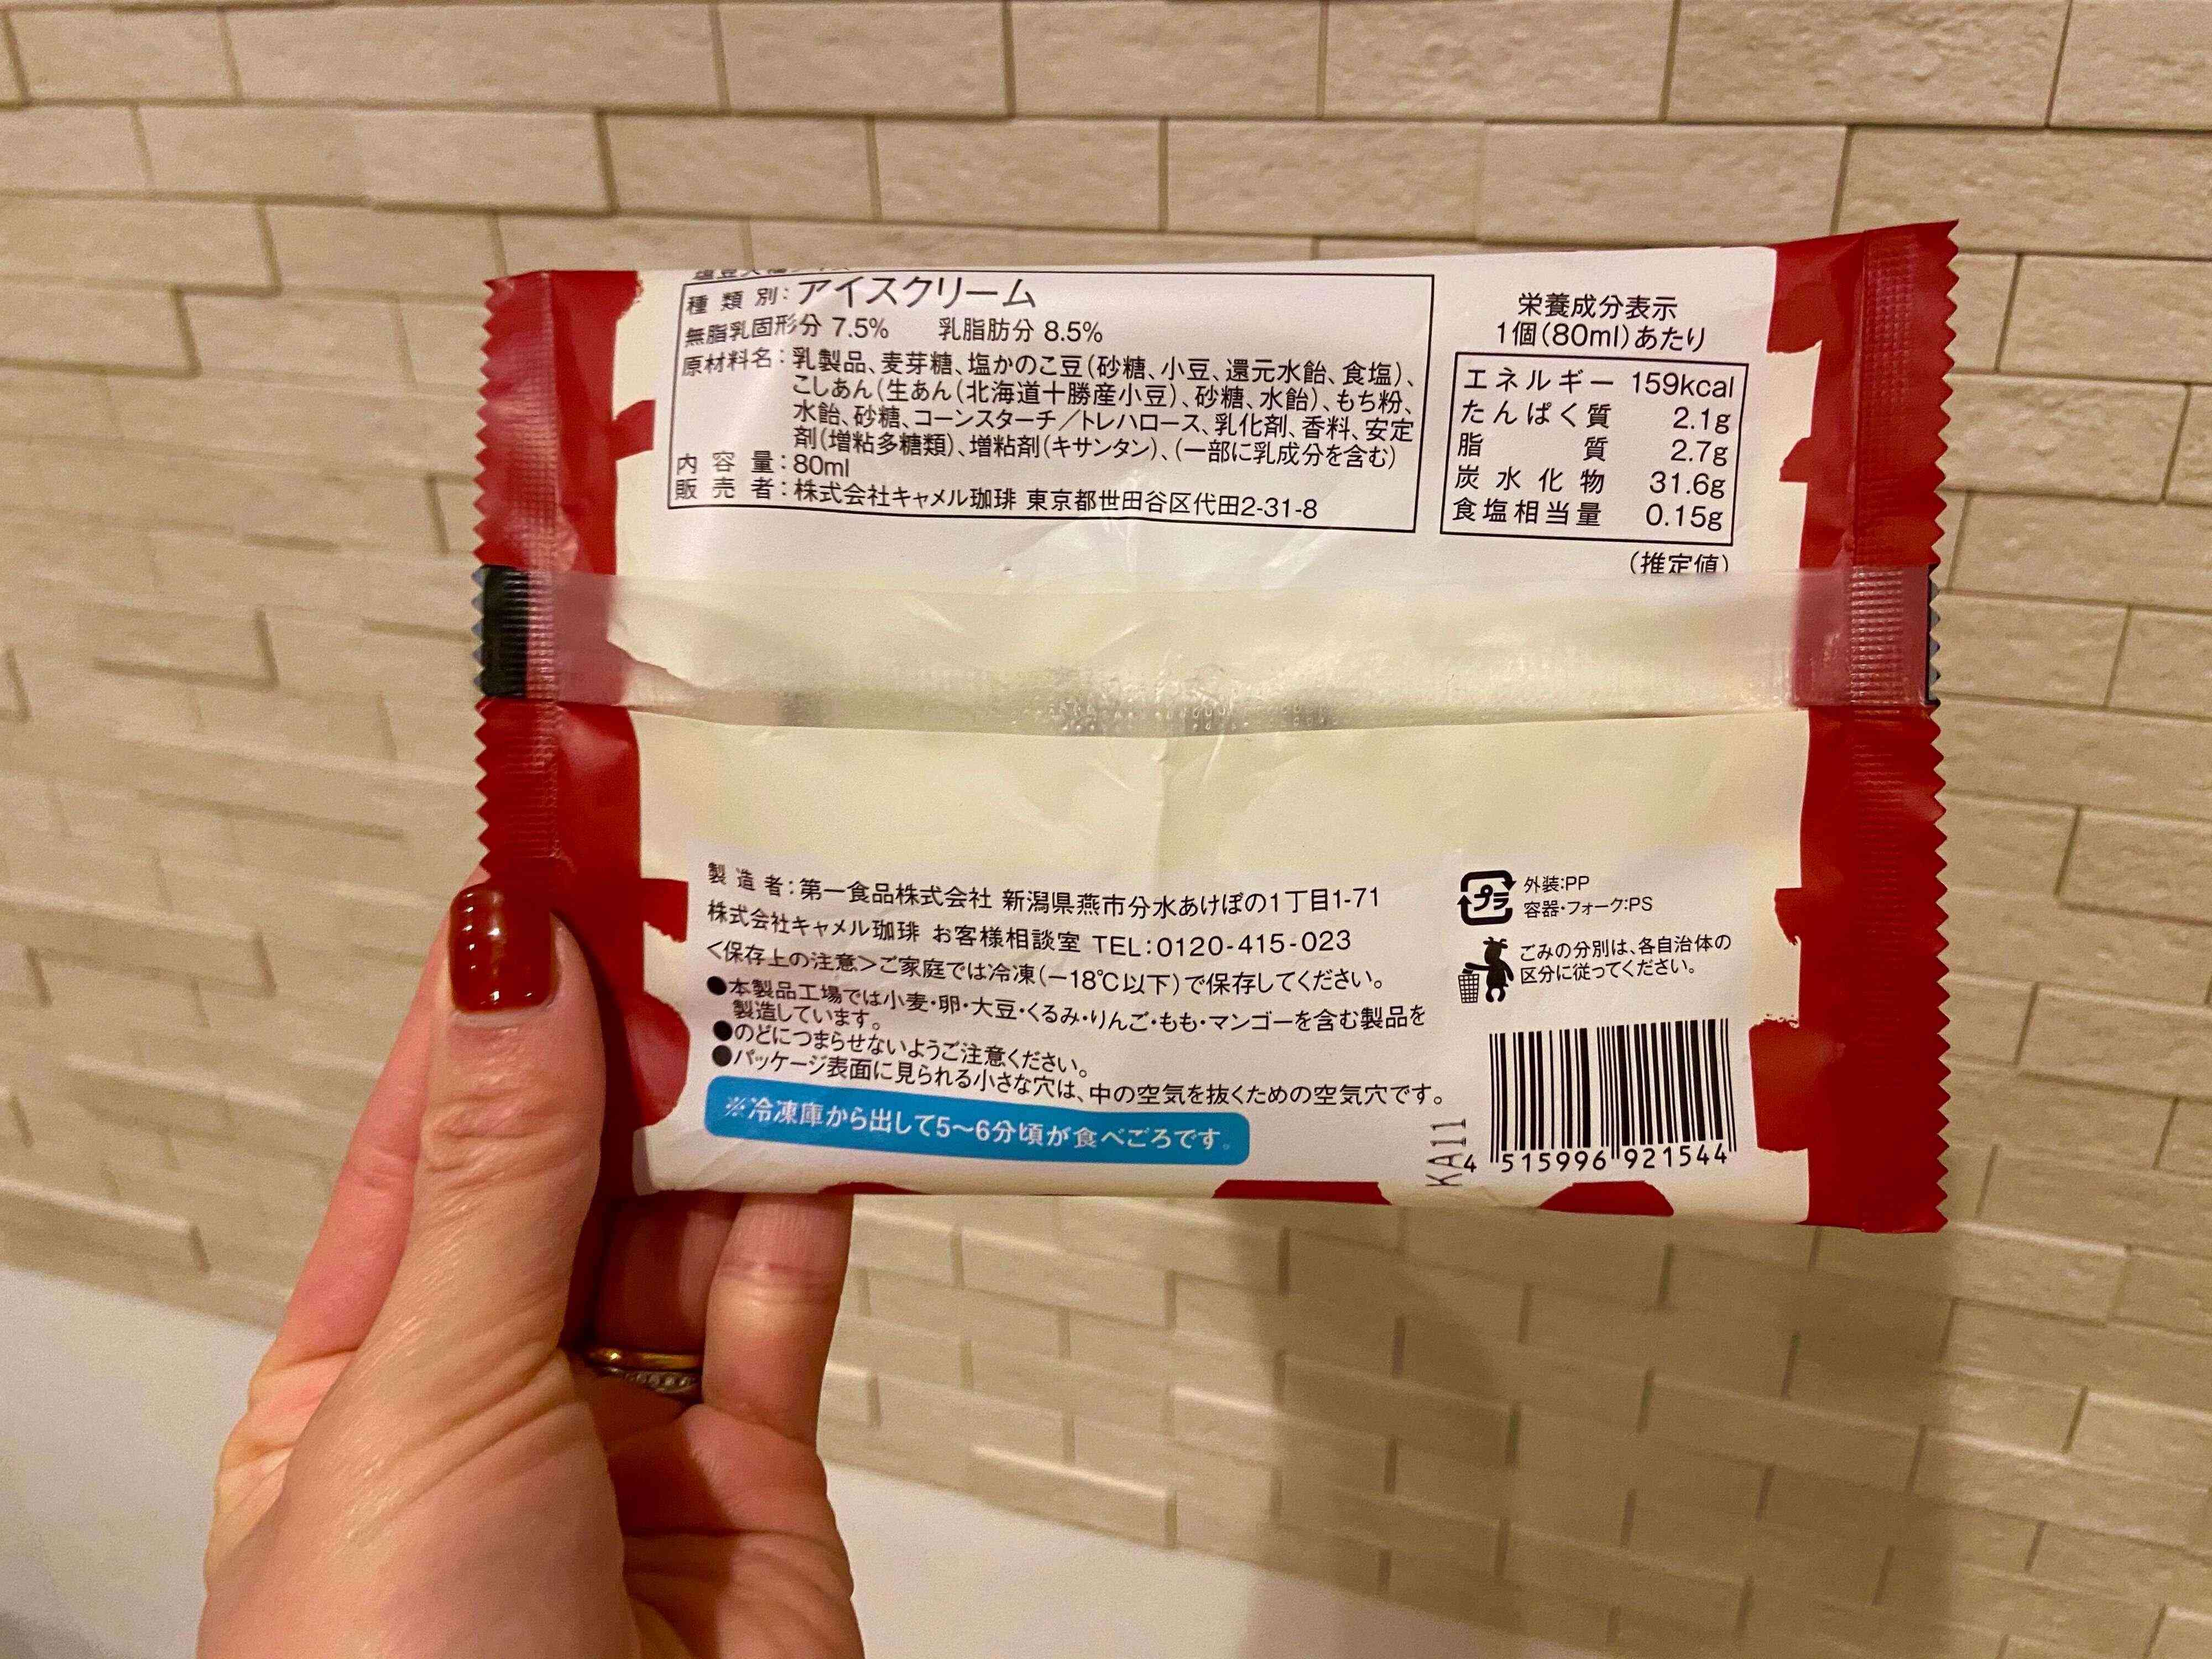 種類別：アイスクリーム
無脂乳固形分 7.5%　乳脂肪分 8.5%
原材料名：乳製品、麦芽糖、塩かのこ豆（砂糖、小豆、還元水飴、食塩）、
こしあん（生あん（北海道十勝産小豆）、砂糖、水飴）、もち粉、
水飴、砂糖、コーンスターチ／トレハロース、乳化剤、香料、安定
剤（増粘多糖類）、増粘剤（キサンタン）、（一部に乳成分を含む）
内容量：80ml
販売者：株式会社キャメル珈琲 東京都世田谷区代田2-31-8
栄養成分表示
1個（80ml）あたり
エネルギー 159kcal
たんぱく質 2.1g
脂質 2.7g
炭水化物 31.6g
食塩相当量 0.15g
（推定値）
製造者：第一食品株式会社 新潟県燕市分水あけぼの1丁目1-71
株式会社キャメル珈琲 お客様相談室 TEL：0120-415-023
＜保存上の注意＞ご家庭では冷凍（－18℃以下）で保存してください。
●本製品工場では小麦・卵・大豆・くるみ・りんご・もも・マンゴーを含む製品を
製造しています。
●のどにつまらせないようご注意ください。
●パッケージ表面に見られる小さな穴は、中の空気を抜くための空気穴です。
※冷凍庫から出して5～6分頃が食べごろです。
プラ
外装：PP
容器・フォーク：PS
ごみの分別は、各自治体の
区分に従ってください。
KA11
4 515996 921544